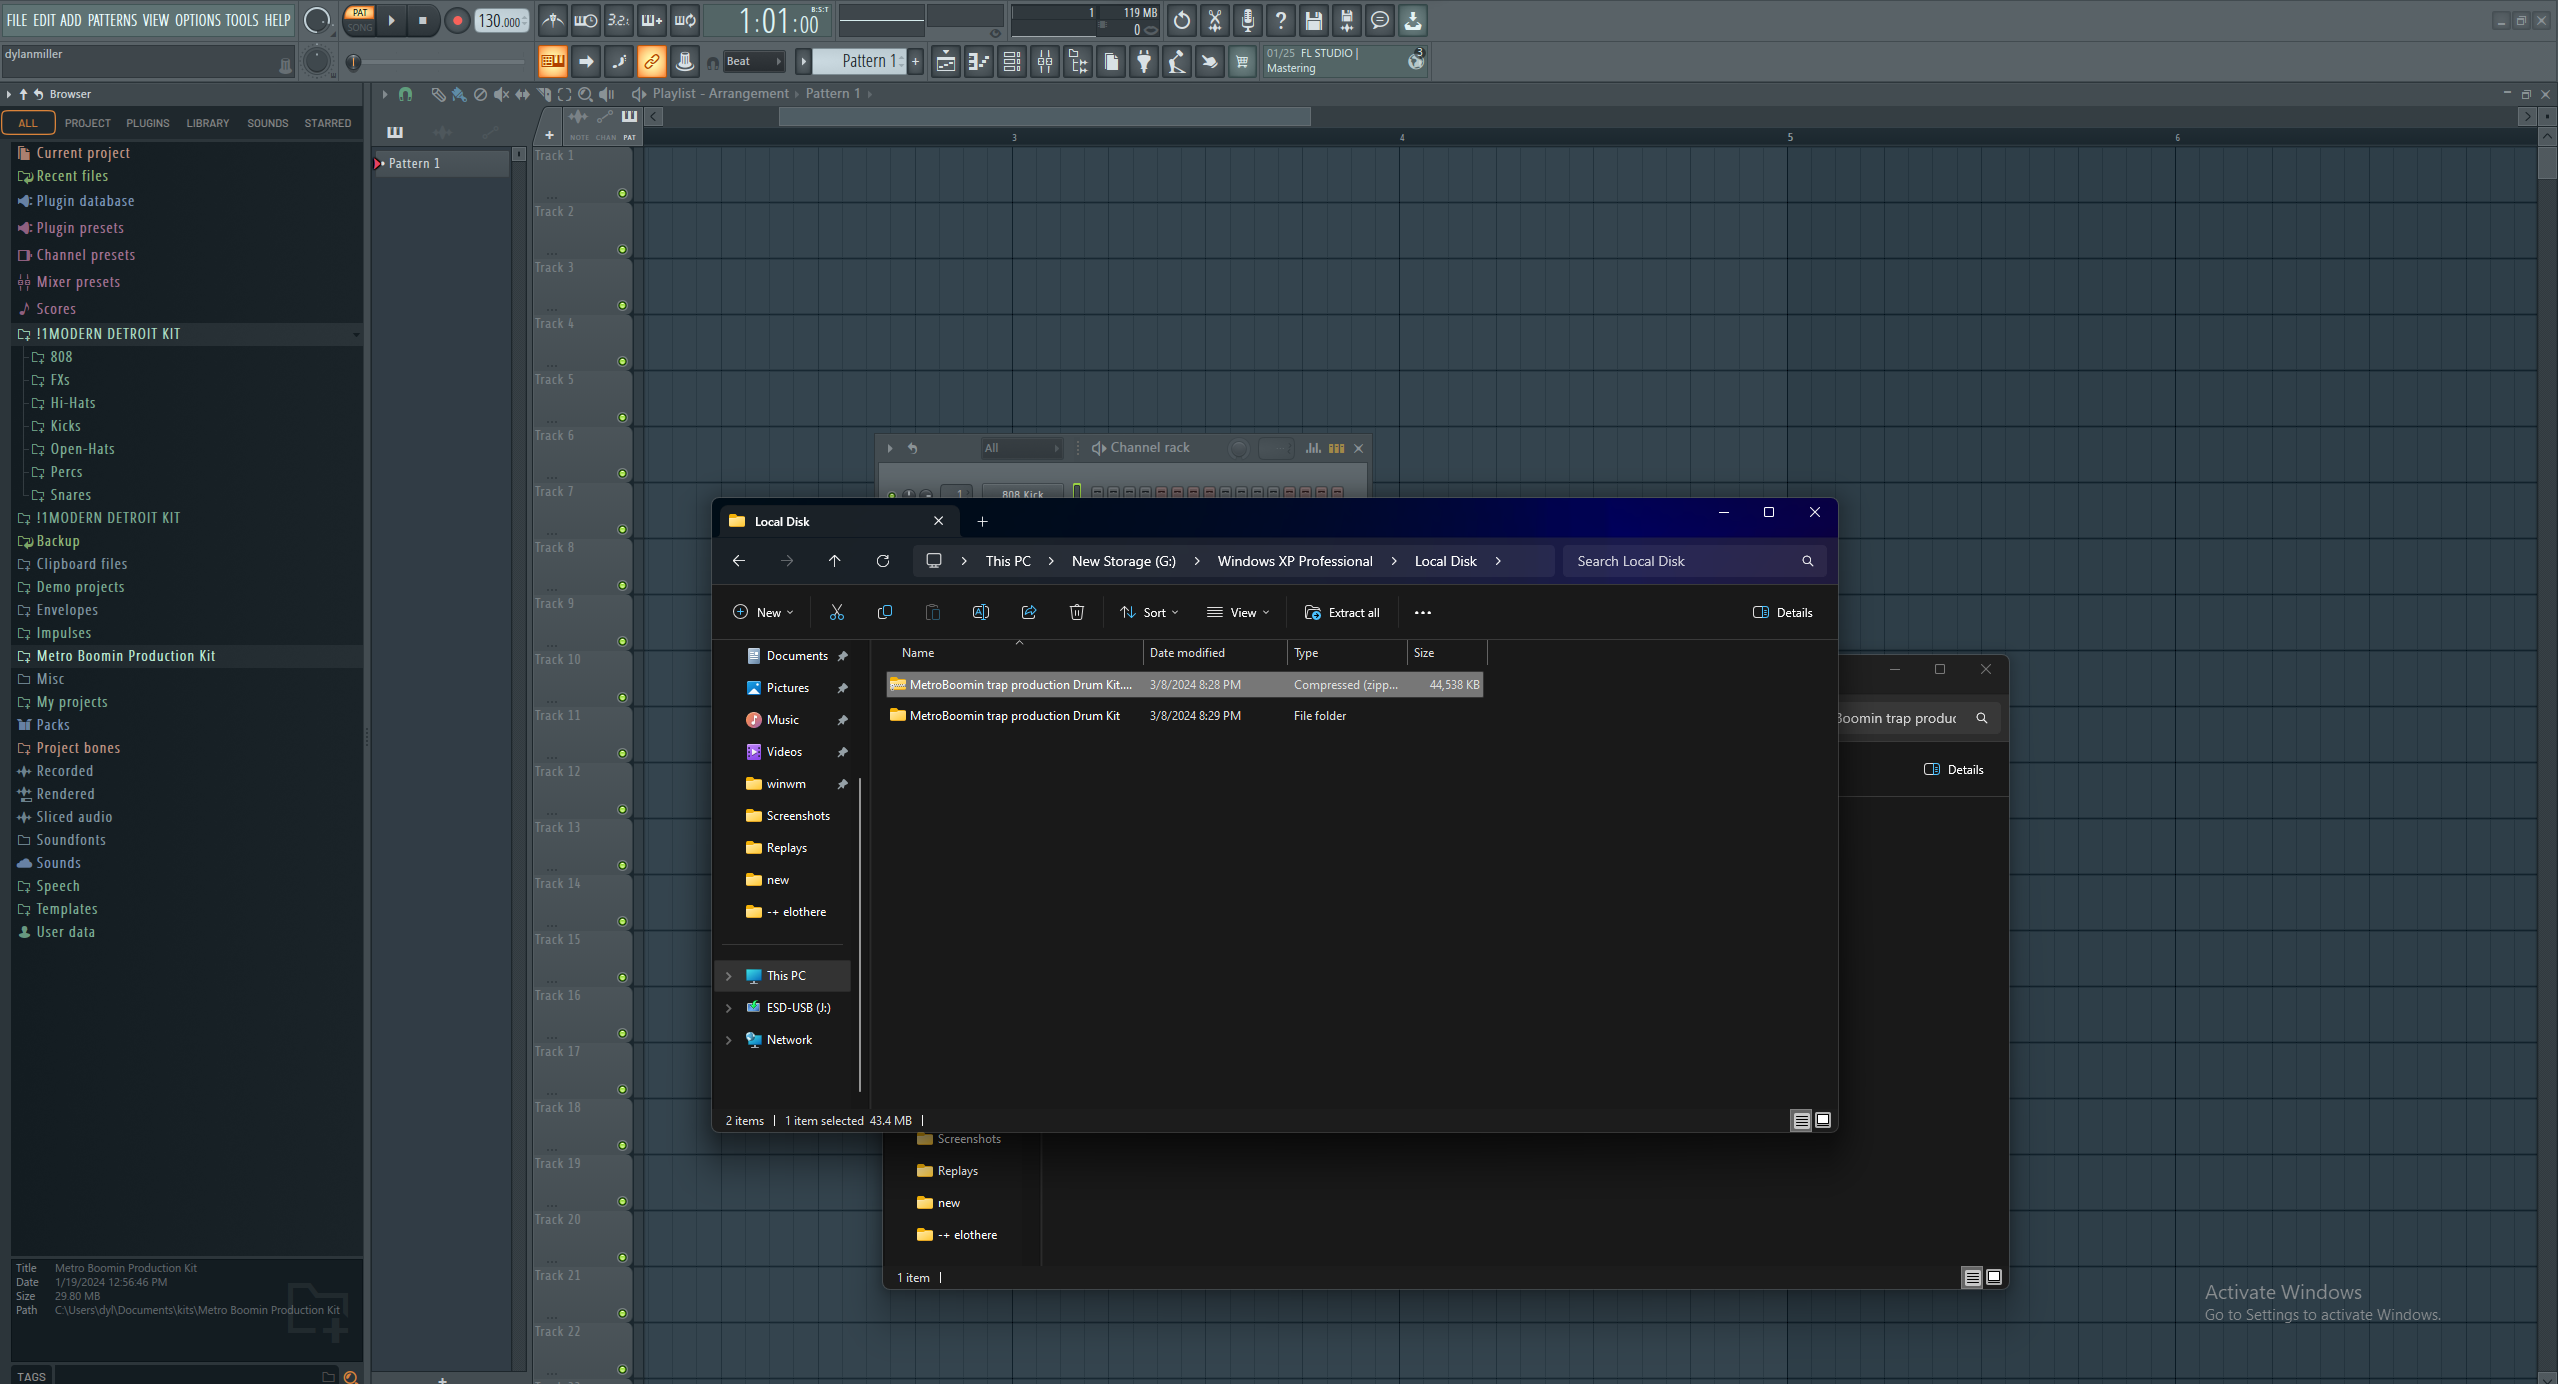 FILE EDIT ADD PATTERNS VIEW OPTIONS TOOLS HELP
PAT
SONG
130.000
3.2.1
1:01:00
B:S:T
1
119 MB
0
dylanmiller
Beat
Pattern 1
01/25 FL STUDIO |
Mastering
3
Browser
Playlist - Arrangement › Pattern 1 ›
ALL
PROJECT
PLUGINS
LIBRARY
SOUNDS
STARRED
NOTE
CHAN
PAT
3
4
5
6
Current project
Recent files
Plugin database
Plugin presets
Channel presets
Mixer presets
Scores
!1MODERN DETROIT KIT
808
FXs
Hi-Hats
Kicks
Open-Hats
Percs
Snares
!1MODERN DETROIT KIT
Backup
Clipboard files
Demo projects
Envelopes
Impulses
Metro Boomin Production Kit
Misc
My projects
Packs
Project bones
Recorded
Rendered
Sliced audio
Soundfonts
Sounds
Speech
Templates
User data
Title Metro Boomin Production Kit
Date 1/19/2024 12:56:46 PM
Size 29.80 MB
Path C:\Users\dyl\Documents\kits\Metro Boomin Production Kit
TAGS
Pattern 1
Track 1
Track 2
Track 3
Track 4
Track 5
Track 6
Track 7
Track 8
Track 9
Track 10
Track 11
Track 12
Track 13
Track 14
Track 15
Track 16
Track 17
Track 18
Track 19
Track 20
Track 21
Track 22
All
Channel rack
1
808 Kick
Local Disk
This PC > New Storage (G:) > Windows XP Professional > Local Disk >
Search Local Disk
New
Sort
View
Extract all
Details
Name
Date modified
Type
Size
MetroBoomin trap production Drum Kit.... 3/8/2024 8:28 PM Compressed (zipp... 44,538 KB
MetroBoomin trap production Drum Kit 3/8/2024 8:29 PM File folder
Documents
Pictures
Music
Videos
winwm
Screenshots
Replays
new
-+ elothere
This PC
ESD-USB (J:)
Network
2 items
1 item selected 43.4 MB
Boomin trap produc
Details
Screenshots
Replays
new
-+ elothere
1 item
Activate Windows
Go to Settings to activate Windows.